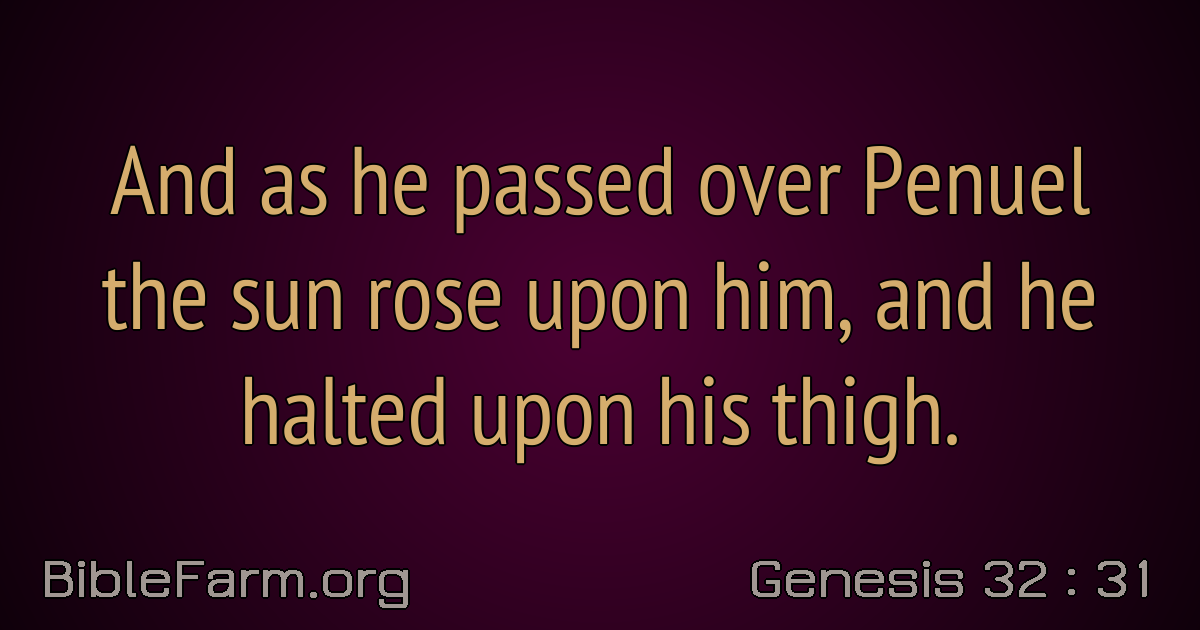 And as he passed over Penuel
the sun rose upon him, and he
halted upon his thigh.
BibleFarm.org
Genesis 32 : 31